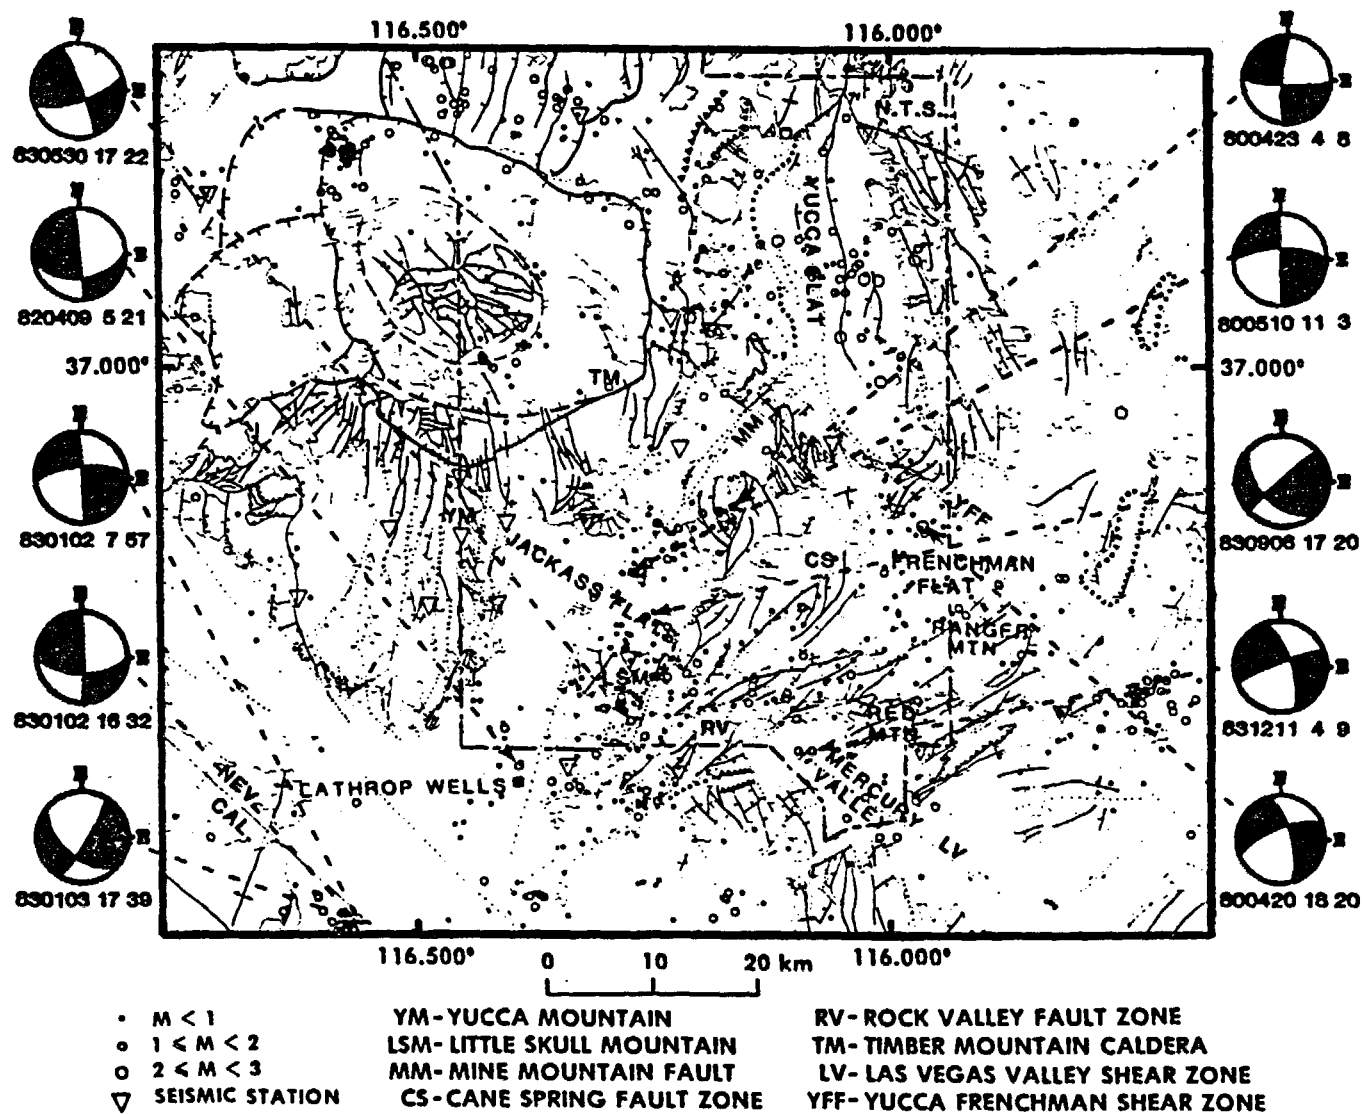 116.500°
116.000°
N
N
E
E
830530 17 22
800423 4 8
N.T.S.
YUCCA FLAT
N
N
E
E
820409 5 21
800510 11 3
37.000°
37.000°
TM
MM
N
N
E
E
830102 7 57
830906 17 20
YM
YFF
JACKASS FLAT
CS
FRENCHMAN
FLAT
RANGER
MTN
N
N
E
E
830102 16 32
831211 4 9
RV
RED
MTN
MERCURY
VALLEY
NEV
CAL.
LATHROP WELLS
LV
N
N
E
E
830103 17 39
800420 18 20
116.500°
116.000°
0 10 20 km
M < 1
1 < M < 2
2 < M < 3
SEISMIC STATION
YM-YUCCA MOUNTAIN
LSM-LITTLE SKULL MOUNTAIN
MM-MINE MOUNTAIN FAULT
CS-CANE SPRING FAULT ZONE
RV-ROCK VALLEY FAULT ZONE
TM-TIMBER MOUNTAIN CALDERA
LV-LAS VEGAS VALLEY SHEAR ZONE
YFF-YUCCA FRENCHMAN SHEAR ZONE